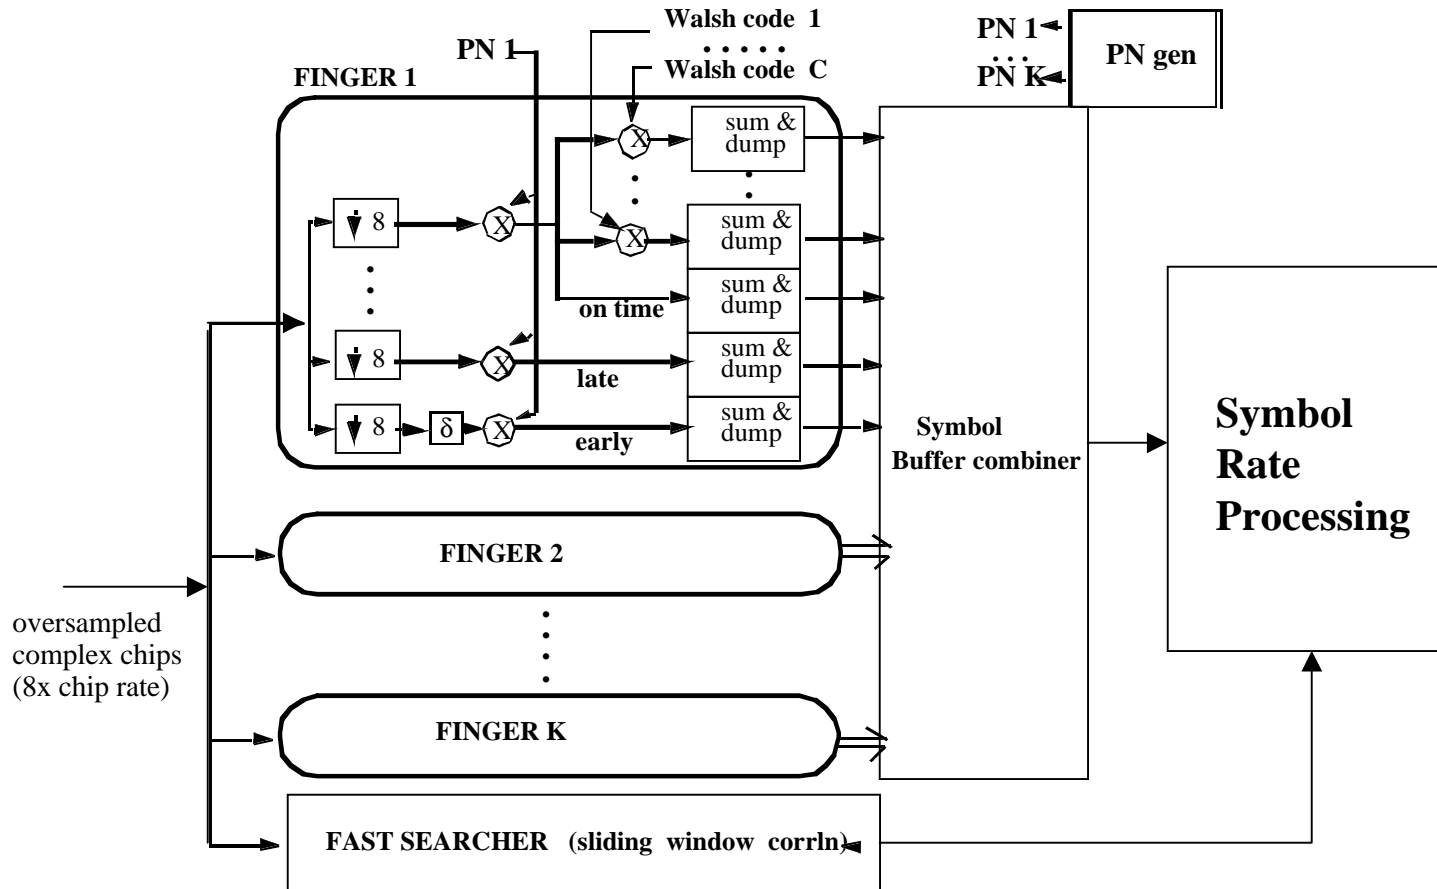 Walsh code 1
. . . . .
Walsh code C
PN 1
PN 1
. . .
PN K
PN gen
FINGER 1
X
sum &
dump
8
X
X
sum &
dump
on time
sum &
dump
8
X
late
sum &
dump
8
δ
X
early
sum &
dump
Symbol
Buffer combiner
Symbol
Rate
Processing
FINGER 2
oversampled
complex chips
(8x chip rate)
FINGER K
FAST SEARCHER (sliding window corrln)